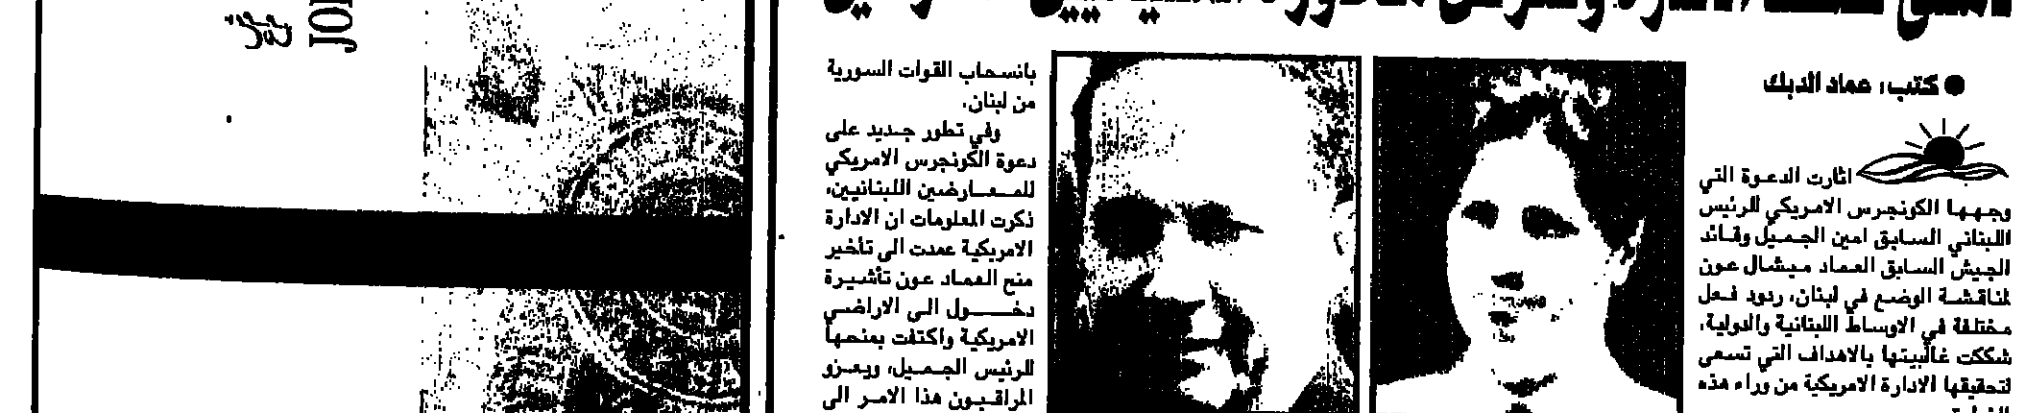 ● كتب: عماد الدبك
اثارت الدعوة التي
وجهها الكونجرس الامريكي للرئيس
اللبناني السابق امين الجميل وقائد
الجيش السابق العماد ميشال عون
لمناقشة الوضع في لبنان، ردود فعل
مختلفة في الاوساط اللبنانية والدولية،
شككت غالبيتها بالاهداف التي تسعى
لتحقيقها الادارة الامريكية من وراء هذه
بانسحاب القوات السورية
من لبنان.
وفي تطور جديد على
دعوة الكونجرس الامريكي
للمعارضين اللبنانيين،
ذكرت المعلومات ان الادارة
الامريكية عمدت الى تأخير
منح العماد عون تأشيرة
دخول الى الاراضي
الامريكية واكتفت بمنحها
للرئيس الجميل، ويعزو
المراقبون هذا الامر الى